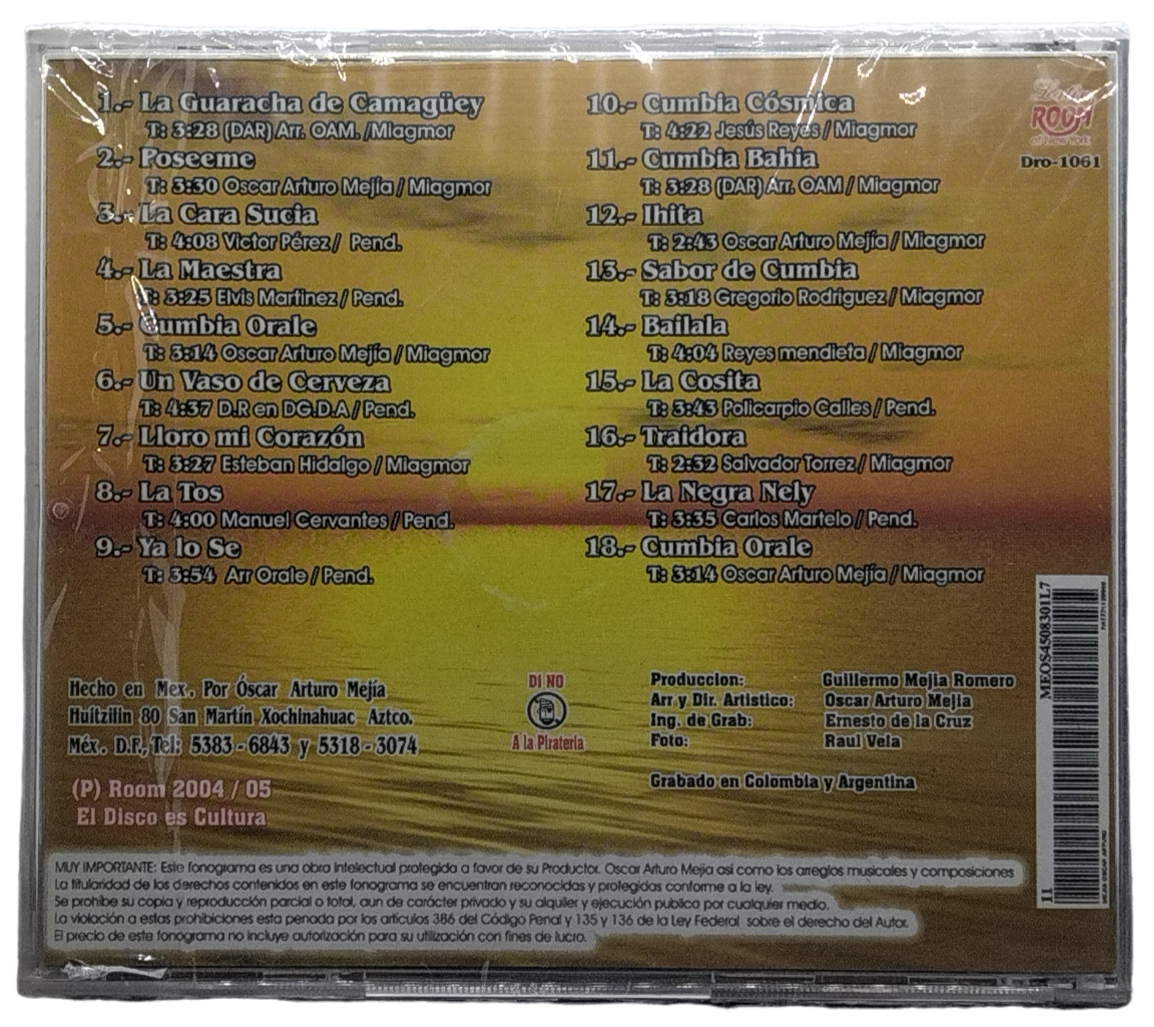 1.- La Guaracha de Camagüey
T: 3:28 (DAR) Arr. OAM. /Miagmor
2.- Poseeme
T: 3:30 Oscar Arturo Mejía / Miagmor
3.- La Cara Sucia
T: 4:08 Victor Pérez / Pend.
4.- La Maestra
T: 3:25 Elvis Martinez / Pend.
5.- Cumbia Orale
T: 3:14 Oscar Arturo Mejía / Miagmor
6.- Un Vaso de Cerveza
T: 4:37 D.R en DG.D.A / Pend.
7.- Lloro mi Corazón
T: 3:27 Esteban Hidalgo / Miagmor
8.- La Tos
T: 4:00 Manuel Cervantes / Pend.
9.- Ya lo Se
T: 3:54 Arr Orale / Pend.
10.- Cumbia Cósmica
T: 4:22 Jesús Reyes / Miagmor
11.- Cumbia Bahia
T: 3:28 (DAR) Arr. OAM / Miagmor
12.- Ihita
T: 2:43 Oscar Arturo Mejía / Miagmor
13.- Sabor de Cumbia
T: 3:18 Gregorio Rodriguez / Miagmor
14.- Bailala
T: 4:04 Reyes mendieta / Miagmor
15.- La Cosita
T: 3:43 Policarpio Calles / Pend.
16.- Traidora
T: 2:32 Salvador Torrez / Miagmor
17.- La Negra Nely
T: 3:35 Carlos Martelo / Pend.
18.- Cumbia Orale
T: 3:14 Oscar Arturo Mejía / Miagmor
ROOM
of New York
Dro-1061
Hecho en Mex. Por Óscar Arturo Mejía
Huitzilin 80 San Martín Xochinahuac Aztco.
Méx. D.F., Tel: 5383-6843 y 5318-3074
(P) Room 2004 / 05
El Disco es Cultura
DI NO
A la Piratería
Produccion: Guillermo Mejia Romero
Arr y Dir. Artistico: Oscar Arturo Mejia
Ing. de Grab: Ernesto de la Cruz
Foto: Raul Vela
Grabado en Colombia y Argentina
11 MEOS4508301L7
MUY IMPORTANTE: Este fonograma es una obra intelectual protegida a favor de su Productor. Oscar Arturo Mejia asi como los arreglos musicales y composiciones
La titularidad de los derechos contenidos en este fonograma se encuentran reconocidas y protegidas conforme a la ley.
Se prohibe su copia y reproducción parcial o total, aun de carácter privado y su alquiler y ejecución publica por cualquier medio.
La violación a estas prohibiciones esta penada por los articulos 386 del Código Penal y 135 y 136 de la Ley Federal sobre el derecho del Autor.
El precio de este fonograma no incluye autorización para su utilización con fines de lucro.